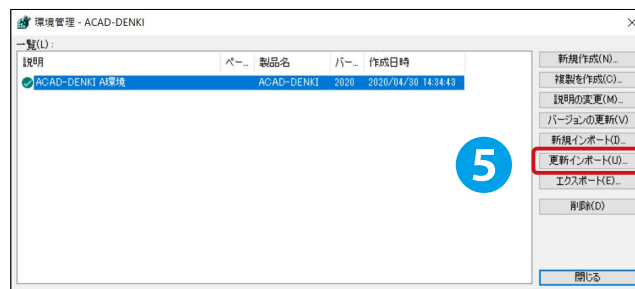 環境管理 - ACAD-DENKI
一覧(L) :
説明 ペー... 製品名 バー... 作成日時
ACAD-DENKI AI環境 ACAD-DENKI 2020 2020/04/30 14:34:43
新規作成(N)...
複製を作成(C)...
説明の変更(M)...
バージョンの更新(V)
新規インポート(I)...
更新インポート(U)...
エクスポート(E)...
削除(D)
5
閉じる